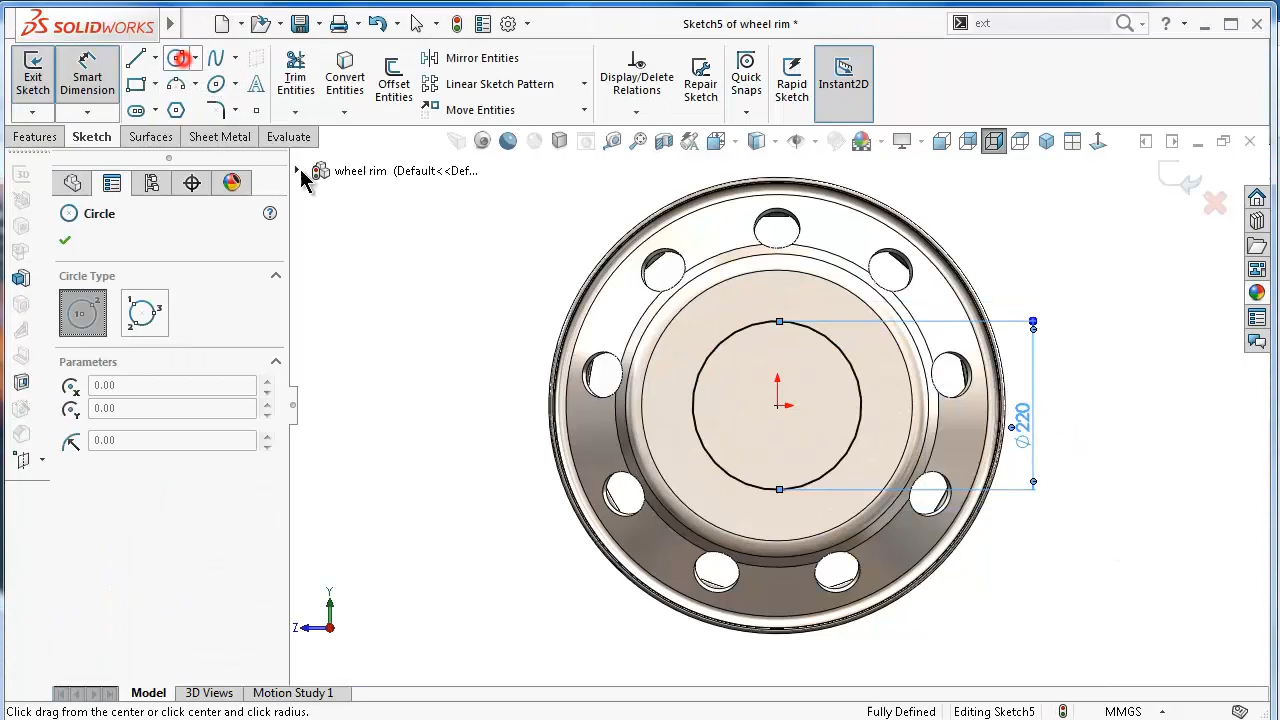 SOLIDWORKS
Sketch5 of wheel rim *
ext
?
Exit Sketch
Smart Dimension
Trim Entities
Convert Entities
Offset Entities
Mirror Entities
Linear Sketch Pattern
Move Entities
Display/Delete Relations
Repair Sketch
Quick Snaps
Rapid Sketch
Instant2D
Features
Sketch
Surfaces
Sheet Metal
Evaluate
wheel rim (Default<<Def...
Circle
Circle Type
Parameters
0.00
0.00
0.00
∅220
Y
Z
Model
3D Views
Motion Study 1
Click drag from the center or click center and click radius.
Fully Defined
Editing Sketch5
MMGS